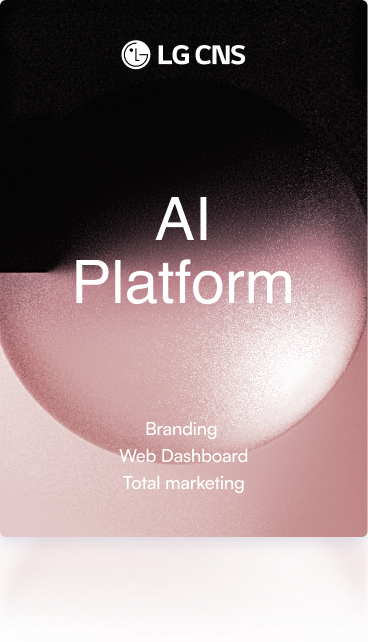 LG CNS
AI
Platform
Branding
Web Dashboard
Total marketing